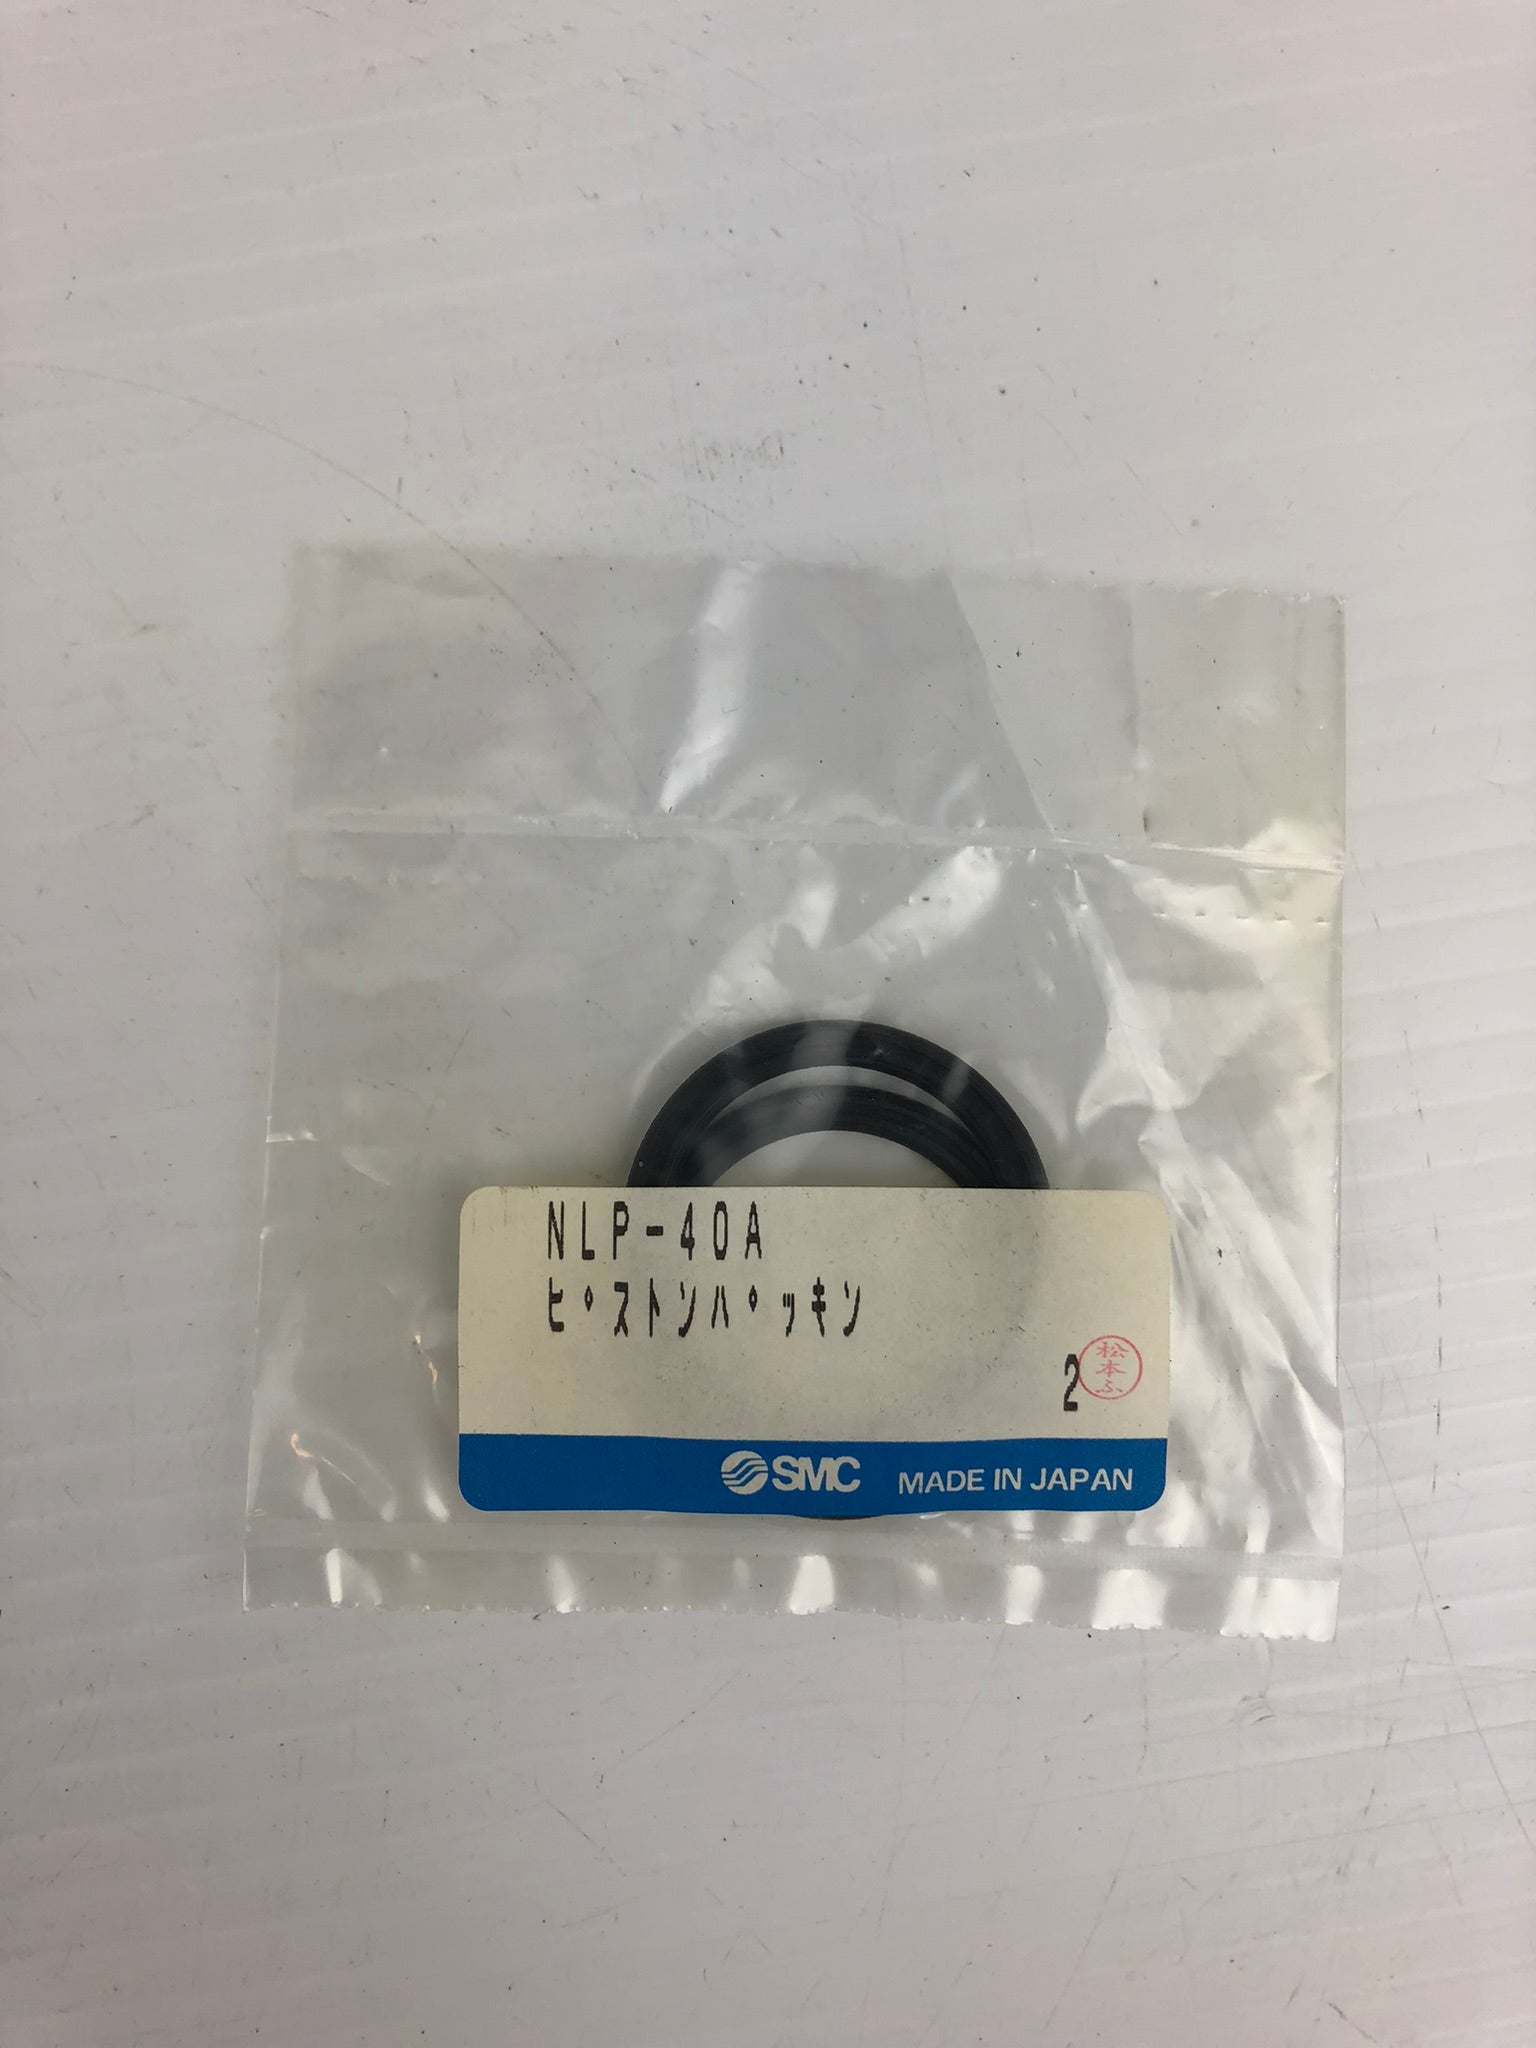 NLP-40A
ﾋﾟｽﾄﾝﾊﾟｯｷﾝ
2 松本ふ
SMC MADE IN JAPAN